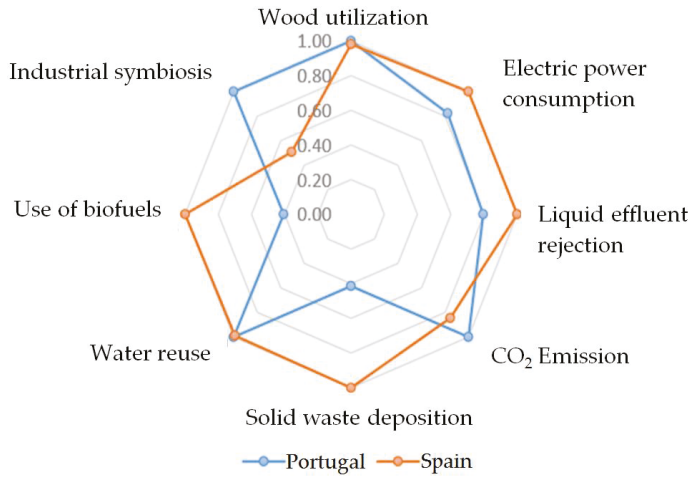 Wood utilization
1.00
0.80
0.60
0.40
0.20
0.00
Electric power
consumption
Liquid effluent
rejection
CO₂ Emission
Solid waste deposition
Water reuse
Use of biofuels
Industrial symbiosis
Portugal
Spain